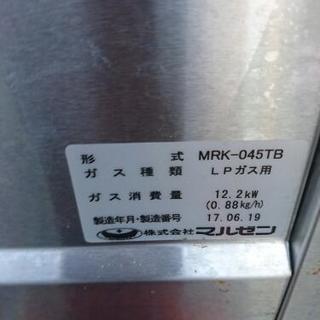 形 式 MRK-045TB
ガス種類 LPガス用
ガス消費量 12.2kW
(0.88kg/h)
製造年月・製造番号 17.06.19
株式会社マルゼン